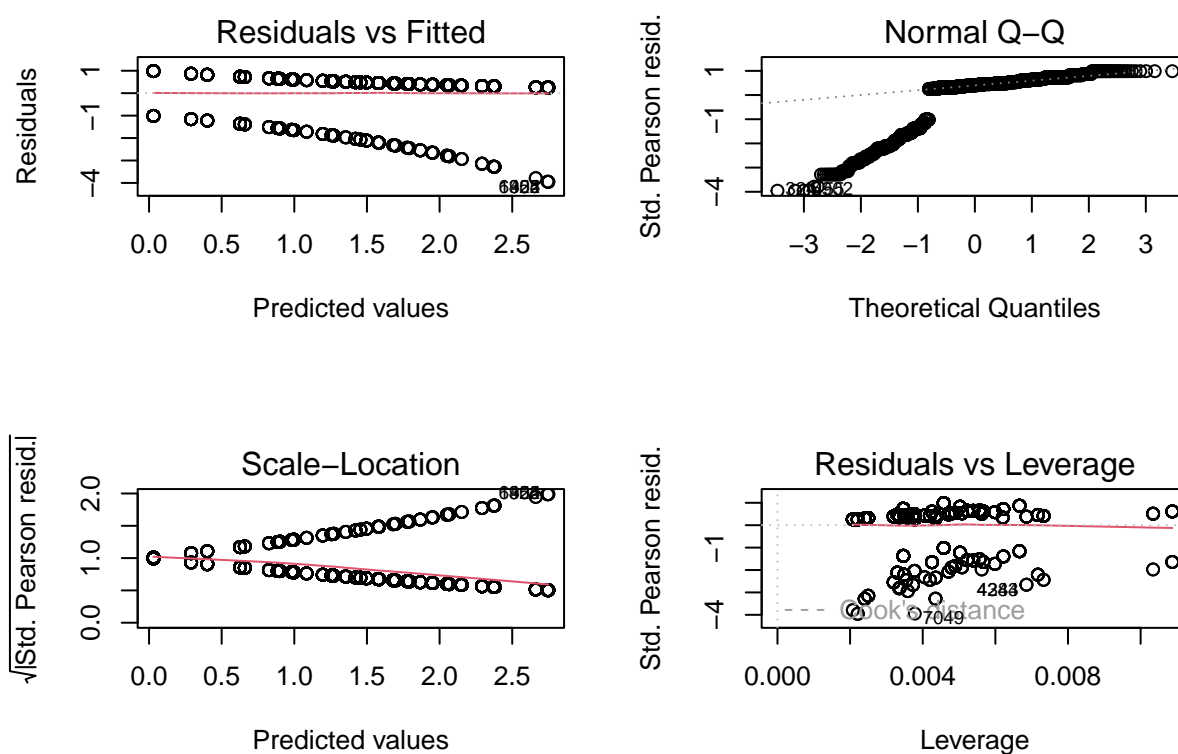 Residuals vs Fitted
Residuals
1
−1
−4
0.0 0.5 1.0 1.5 2.0 2.5
Predicted values
Normal Q−Q
Std. Pearson resid.
1
−1
−4
−3 −2 −1 0 1 2 3
Theoretical Quantiles
Scale−Location
√|Std. Pearson resid.|
2.0
1.0
0.0
0.0 0.5 1.0 1.5 2.0 2.5
Predicted values
Residuals vs Leverage
Std. Pearson resid.
−1
−4
Cook's distance
7049
0.000 0.004 0.008
Leverage